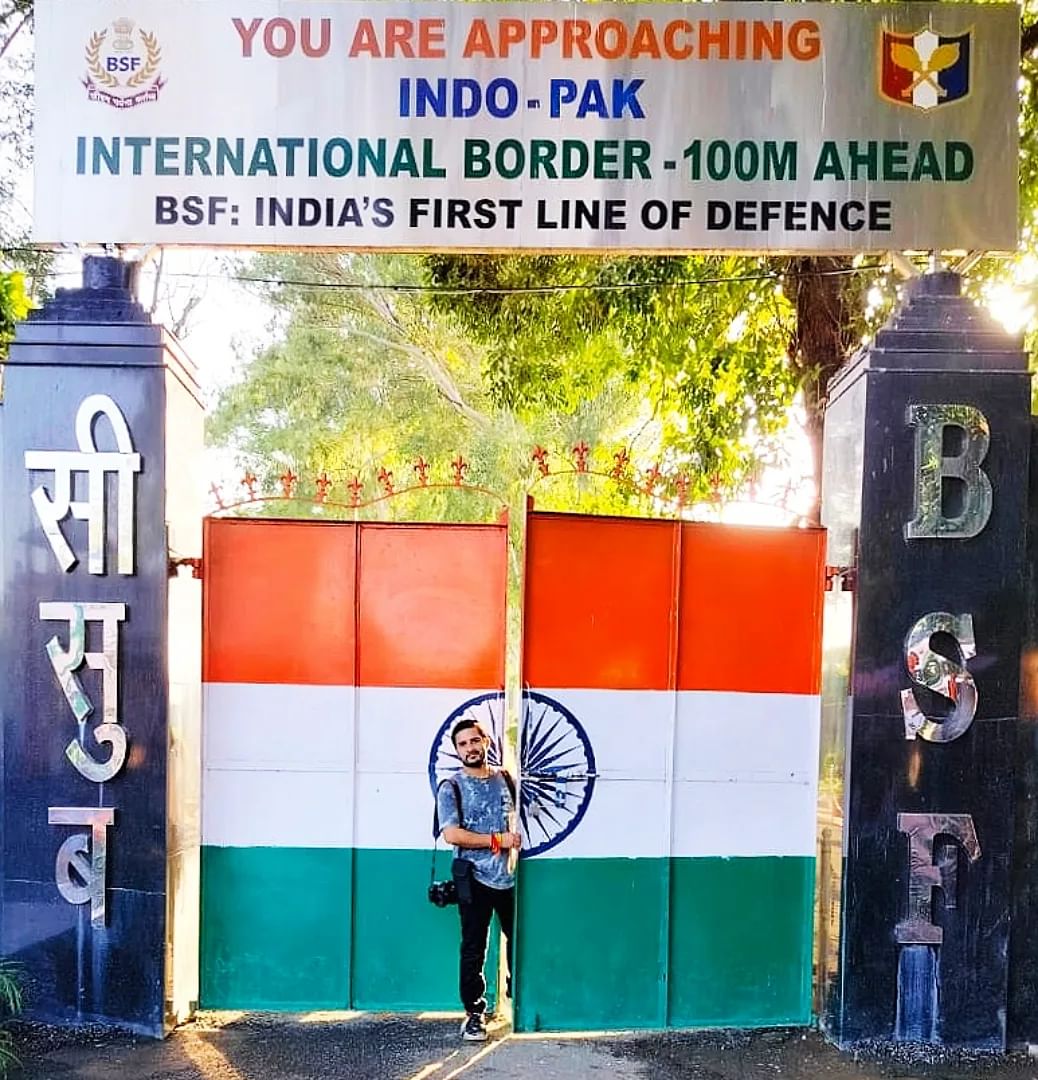 BSF
YOU ARE APPROACHING
INDO-PAK
INTERNATIONAL BORDER - 100M AHEAD
BSF: INDIA'S FIRST LINE OF DEFENCE
सी
सु
ब
B
S
F